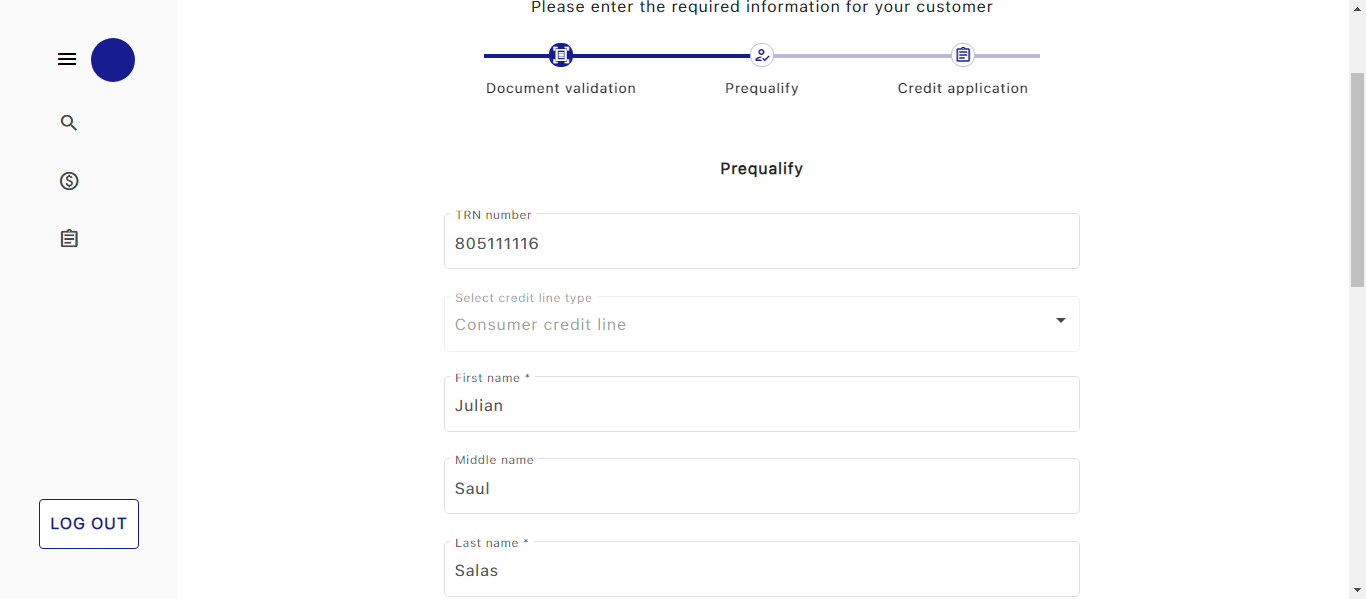 Please enter the required information for your customer
Document validation
Prequalify
Credit application
Prequalify
TRN number
805111116
Select credit line type
Consumer credit line
First name *
Julian
Middle name
Saul
Last name *
Salas
LOG OUT